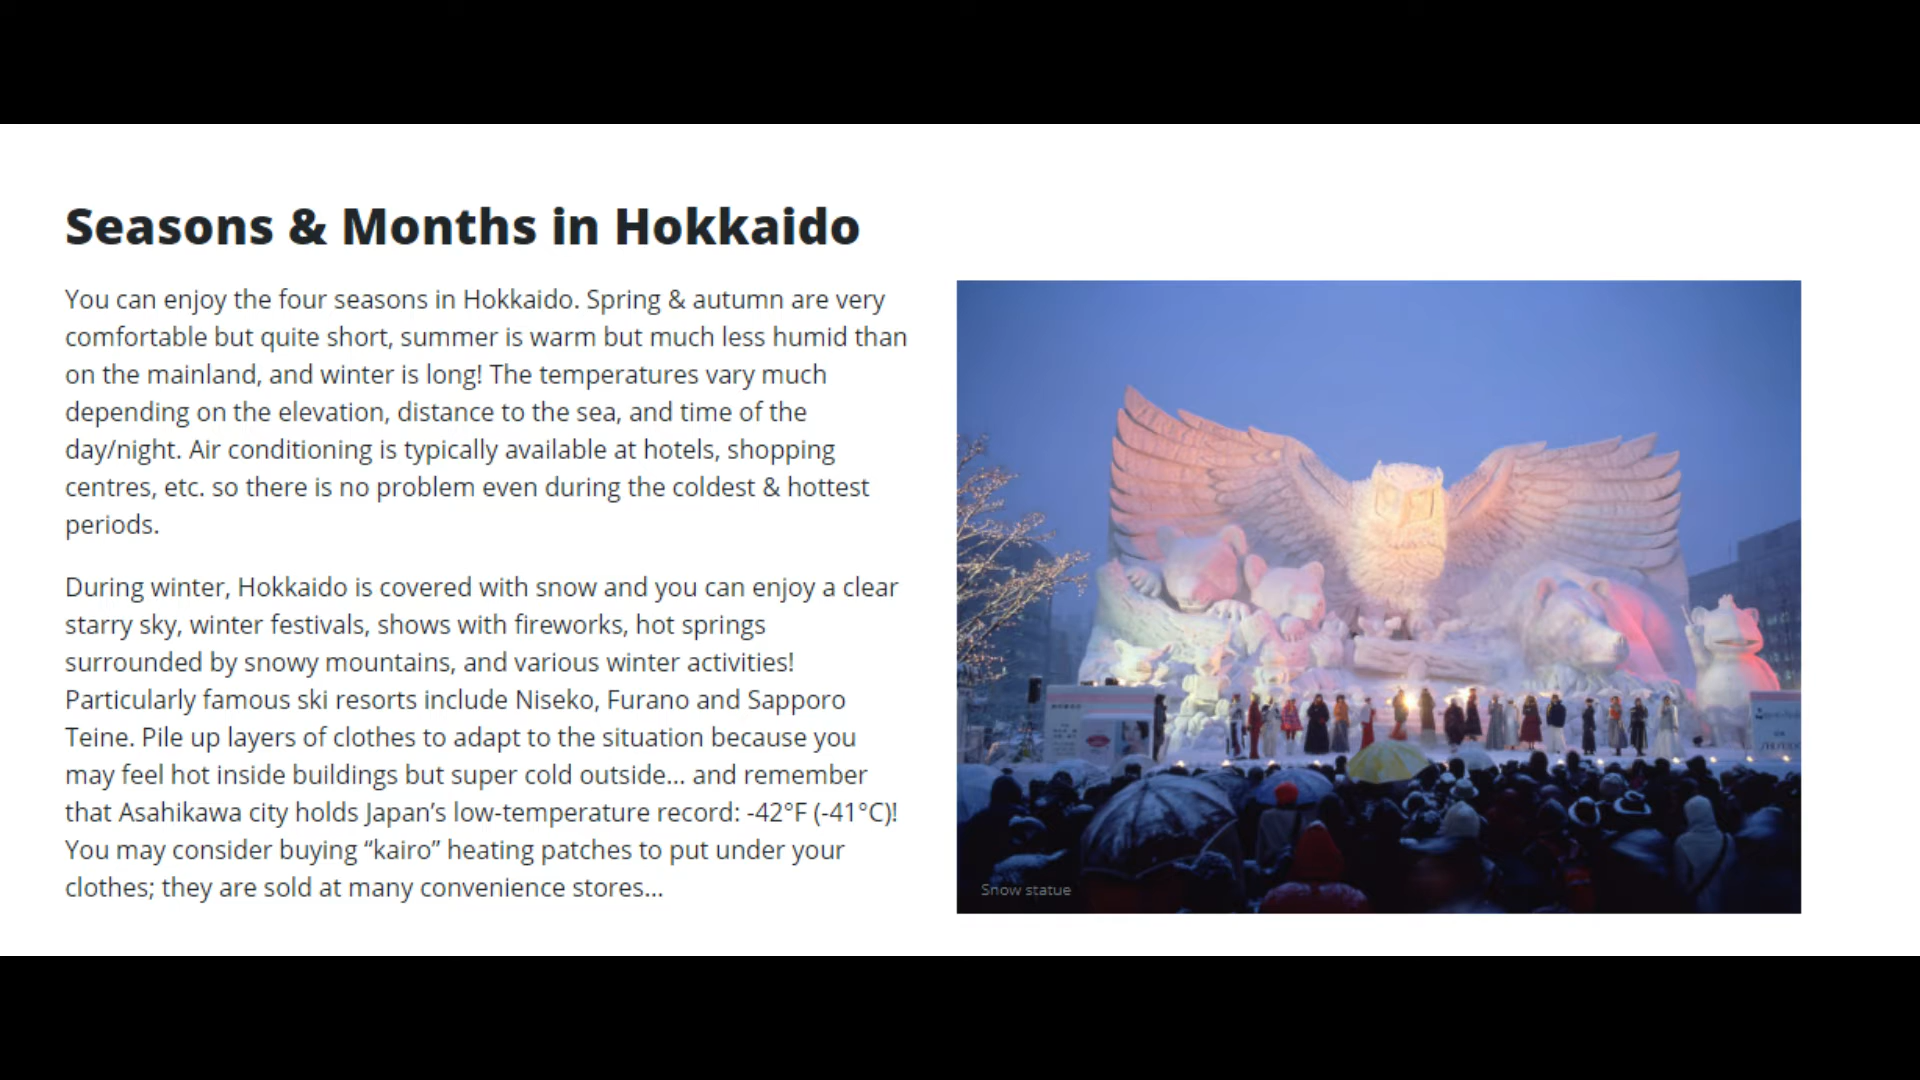 Seasons & Months in Hokkaido
You can enjoy the four seasons in Hokkaido. Spring & autumn are very
comfortable but quite short, summer is warm but much less humid than
on the mainland, and winter is long! The temperatures vary much
depending on the elevation, distance to the sea, and time of the
day/night. Air conditioning is typically available at hotels, shopping
centres, etc. so there is no problem even during the coldest & hottest
periods.
During winter, Hokkaido is covered with snow and you can enjoy a clear
starry sky, winter festivals, shows with fireworks, hot springs
surrounded by snowy mountains, and various winter activities!
Particularly famous ski resorts include Niseko, Furano and Sapporo
Teine. Pile up layers of clothes to adapt to the situation because you
may feel hot inside buildings but super cold outside... and remember
that Asahikawa city holds Japan’s low-temperature record: -42°F (-41°C)!
You may consider buying “kairo” heating patches to put under your
clothes; they are sold at many convenience stores...
Snow statue